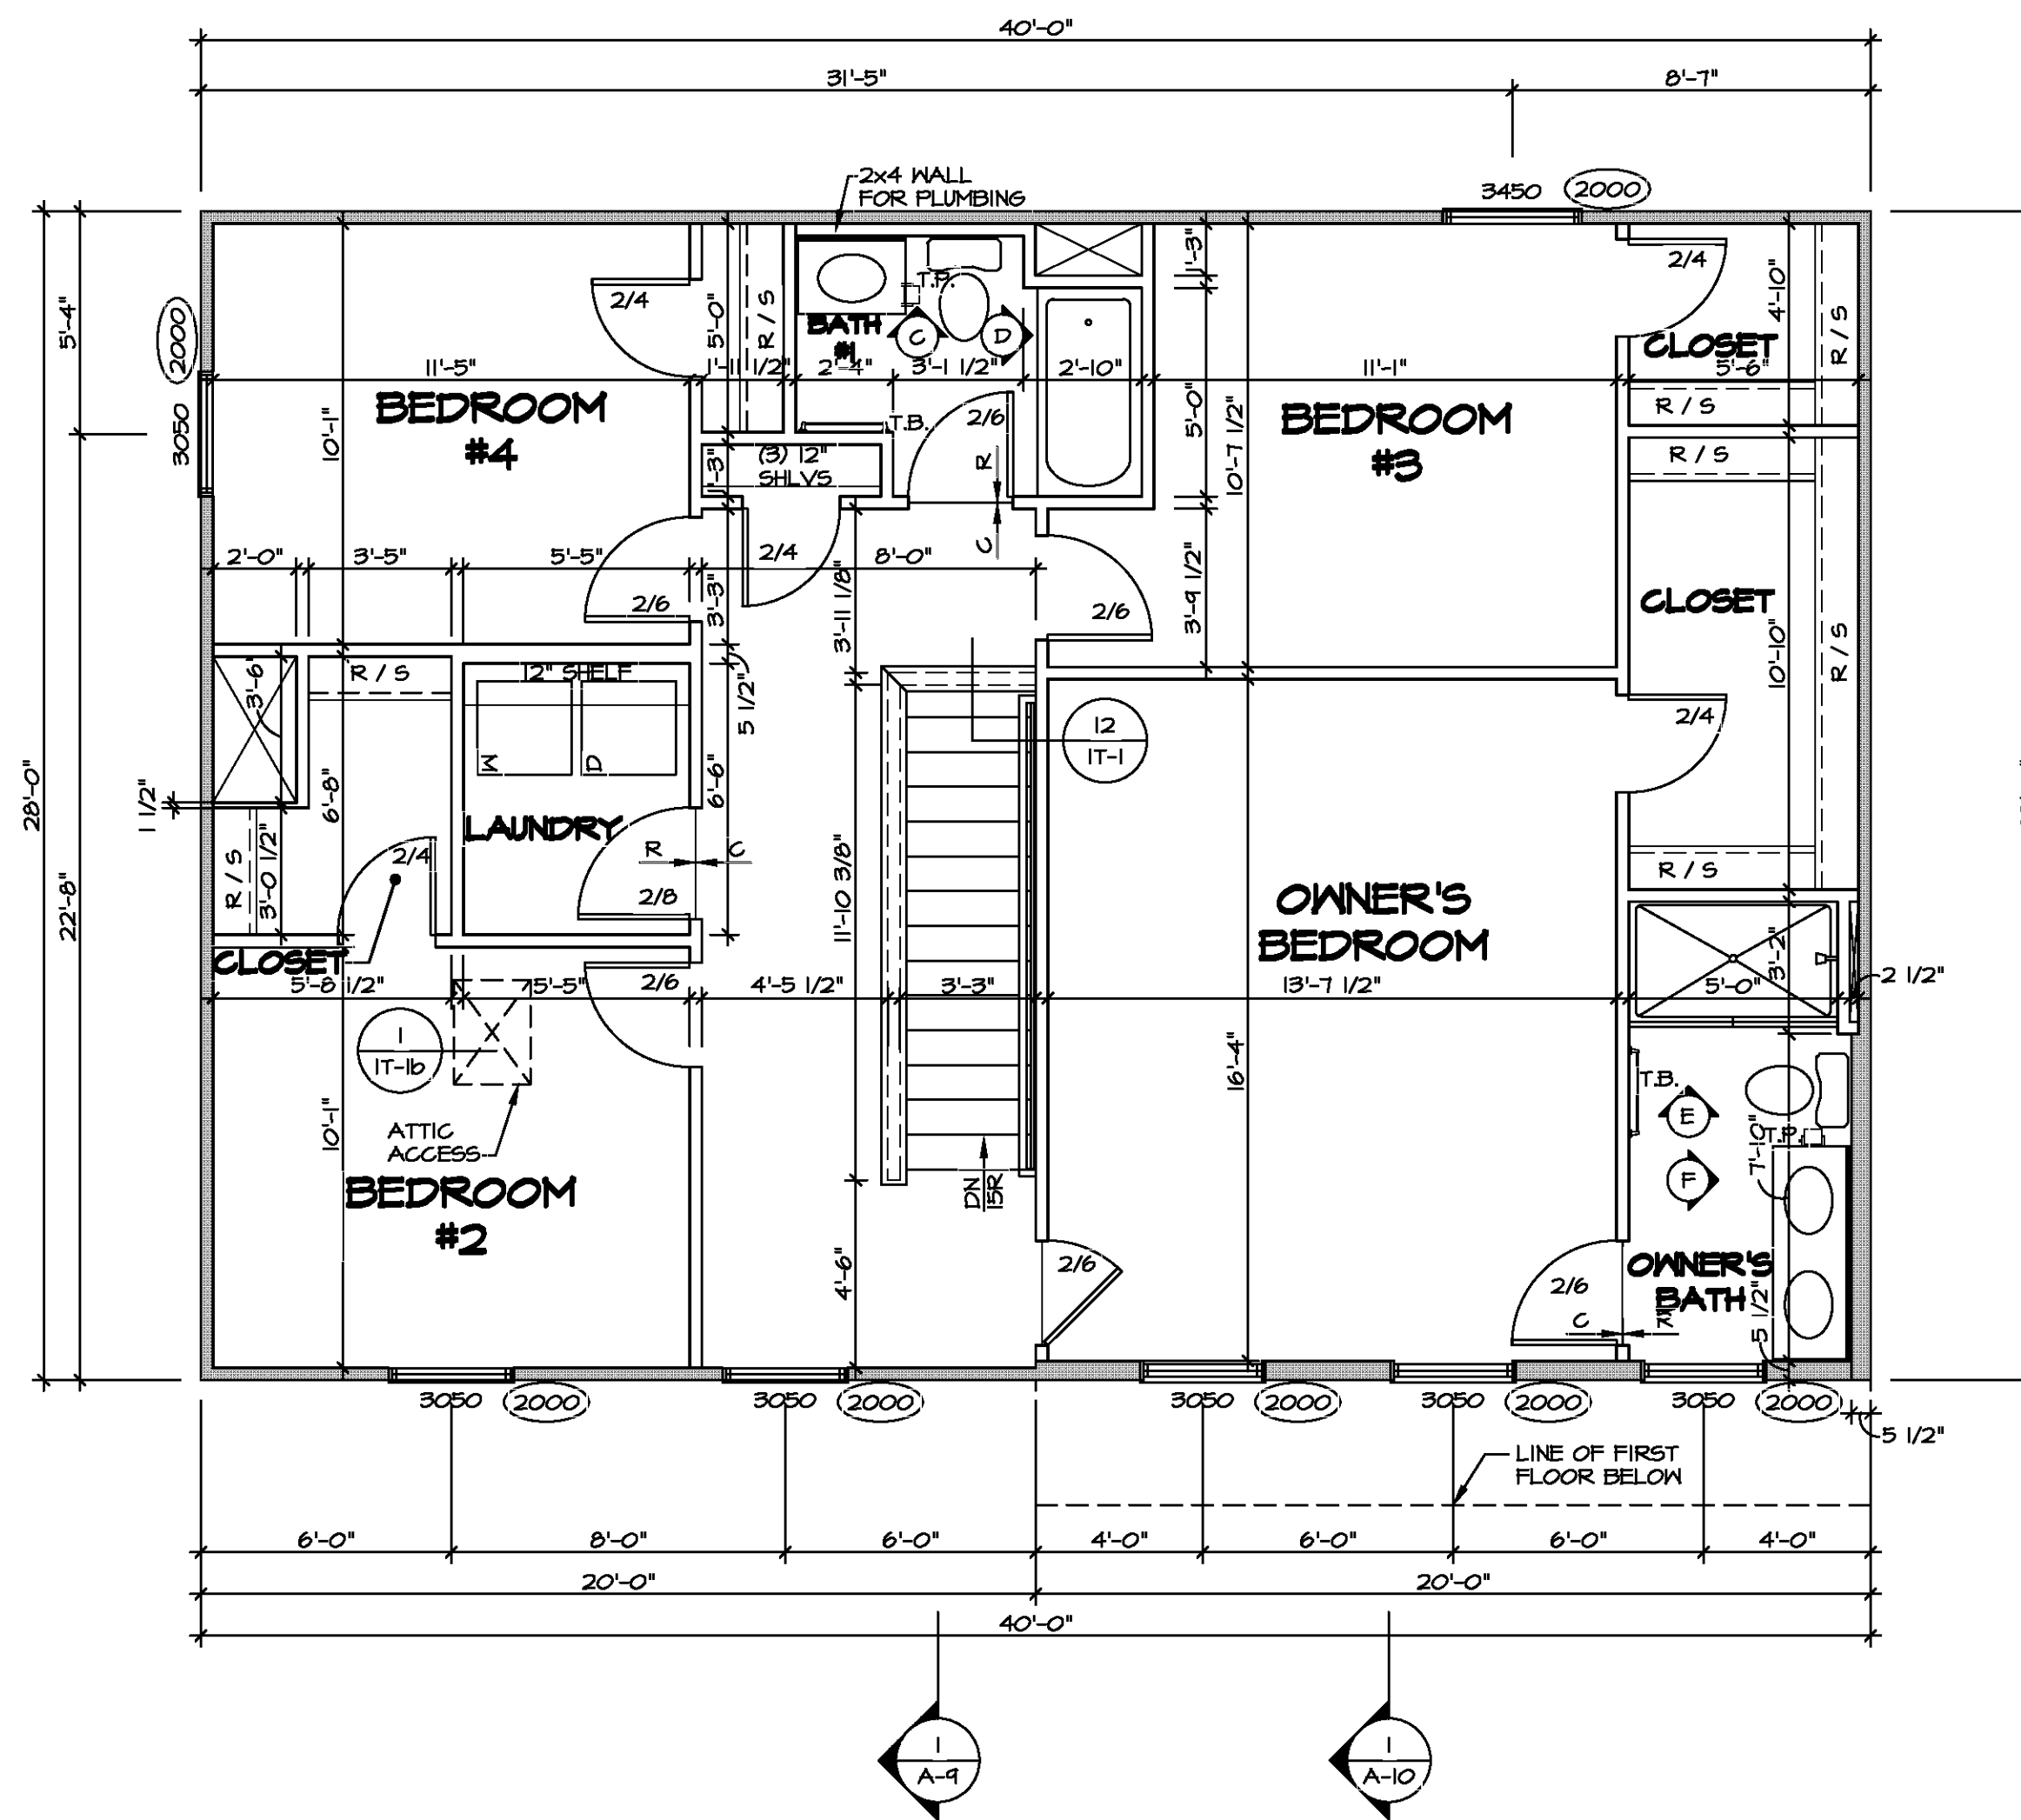 40'-0"
31'-5"
8'-7"
2x4 WALL
FOR PLUMBING
3450
2000
2/4
2/4
5'-4"
2000
3050
1'-3"
4'-10"
R / S
T.P.
BATH
#1
C
D
5'-0"
R / S
CLOSET
11'-5"
1'-11 1/2"
2'-4"
3'-1 1/2"
2'-10"
11'-1"
5'-6"
BEDROOM
#4
10'-1"
T.B.
2/6
5'-0"
10'-7 1/2"
BEDROOM
#3
R / S
R / S
1'-3"
(3) 12"
SHLVS
R
C
2'-0"
3'-5"
5'-5"
2/4
8'-0"
2/6
3'-3"
3'-11 1/8"
2/6
3'-9 1/2"
CLOSET
10'-10"
R / S
3'-6"
R / S
12" SHELF
5 1/2"
12
1T-1
2/4
28'-0"
22'-8"
1 1/2"
6'-8"
W
D
6'-6"
LAUNDRY
R
C
2/4
2/8
R / S
3'-0 1/2"
11'-10 3/8"
R / S
OWNER'S
BEDROOM
CLOSET
5'-8 1/2"
5'-5"
2/6
4'-5 1/2"
3'-3"
13'-7 1/2"
5'-0"
3'-2"
2 1/2"
1
1T-1b
16'-4"
T.B.
E
T.P.
7'-10"
F
10'-1"
ATTIC
ACCESS
BEDROOM
#2
DN
15R
4'-6"
2/6
2/6
OWNER'S
BATH
C
R
5 1/2"
3050
2000
3050
2000
3050
2000
3050
2000
3050
2000
5 1/2"
LINE OF FIRST
FLOOR BELOW
6'-0"
8'-0"
6'-0"
4'-0"
6'-0"
6'-0"
4'-0"
20'-0"
20'-0"
40'-0"
1
A-9
1
A-10